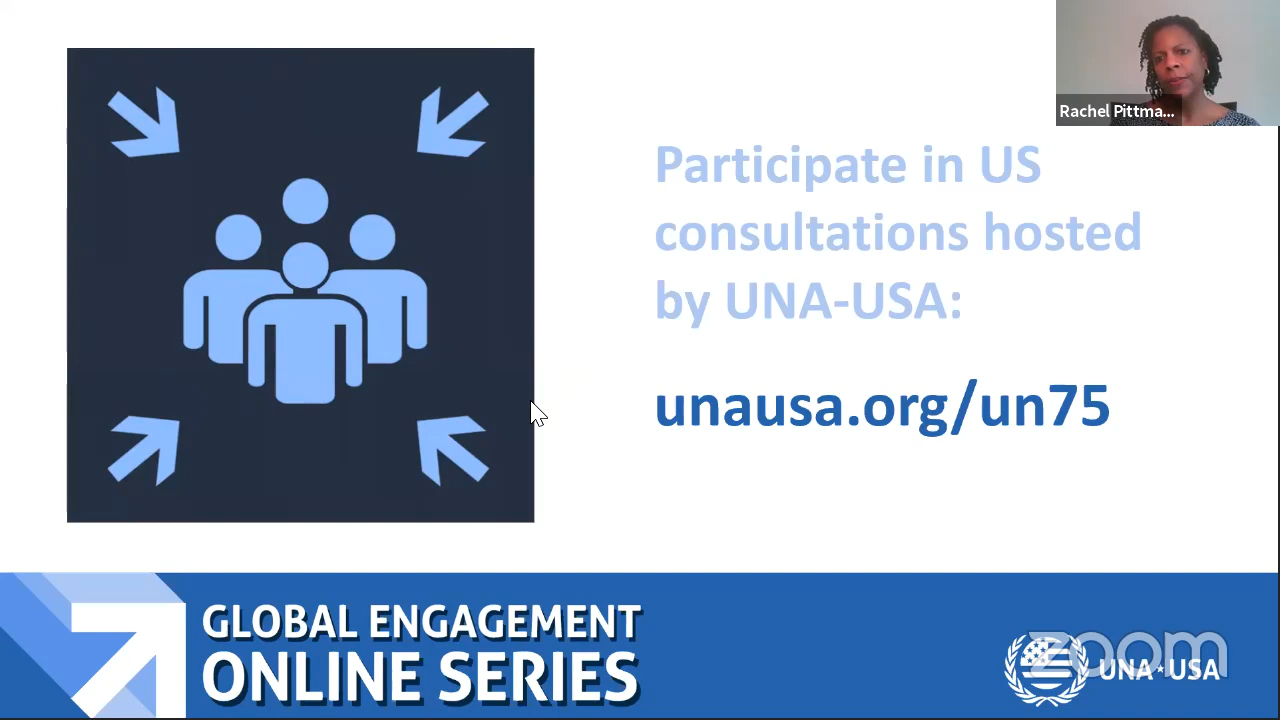 Rachel Pittma...
Participate in US
consultations hosted
by UNA-USA:
unausa.org/un75
GLOBAL ENGAGEMENT
ONLINE SERIES
zoom
UNA★USA